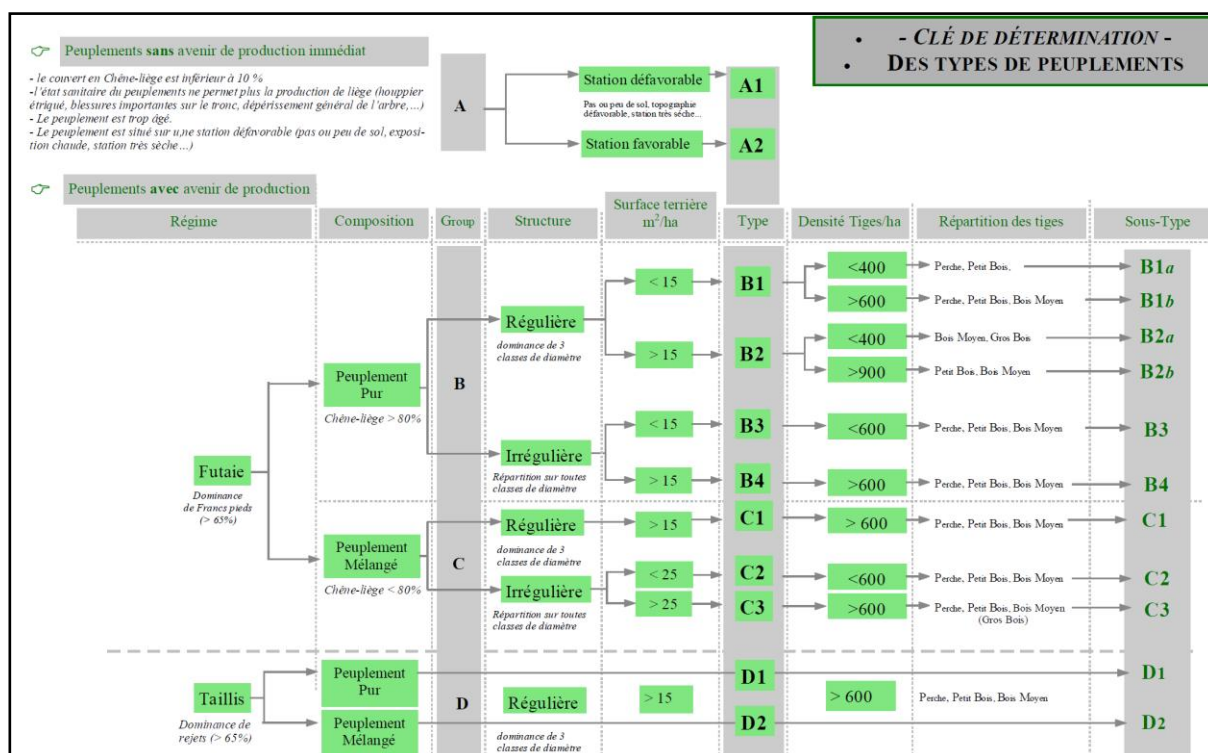 • - CLÉ DE DÉTERMINATION -
• DES TYPES DE PEUPLEMENTS
☞ Peuplements sans avenir de production immédiat
- le couvert en Chêne-liège est inférieur à 10 %
-l'état sanitaire du peuplements ne permet plus la production de liège (houppier
étriqué, blessures importantes sur le tronc, dépérissement général de l'arbre,...)
- Le peuplement est trop âgé.
- Le peuplement est situé sur u,ne station défavorable (pas ou peu de sol, exposi-
tion chaude, station très sèche...)
A
Station défavorable
Pas ou peu de sol, topographie
défavorable, station très sèche...
A1
Station favorable
A2
☞ Peuplements avec avenir de production
Régime
Composition
Group
Structure
Surface terrière
m²/ha
Type
Densité Tiges/ha
Répartition des tiges
Sous-Type
Futaie
Dominance
de Francs pieds
(> 65%)
Peuplement
Pur
Chêne-liège > 80%
B
Régulière
dominance de 3
classes de diamètre
< 15
B1
<400
Perche, Petit Bois,
B1a
>600
Perche, Petit Bois, Bois Moyen
B1b
> 15
B2
<400
Bois Moyen, Gros Bois
B2a
>900
Petit Bois, Bois Moyen
B2b
Irrégulière
Répartition sur toutes
classes de diamètre
< 15
B3
<600
Perche, Petit Bois, Bois Moyen
B3
> 15
B4
>600
Perche, Petit Bois, Bois Moyen
B4
Peuplement
Mélangé
Chêne-liège < 80%
C
Régulière
dominance de 3
classes de diamètre
> 15
C1
> 600
Perche, Petit Bois, Bois Moyen
C1
Irrégulière
Répartition sur toutes
classes de diamètre
< 25
C2
<600
Perche, Petit Bois, Bois Moyen
C2
> 25
C3
>600
Perche, Petit Bois, Bois Moyen
(Gros Bois)
C3
Taillis
Dominance de
rejets (> 65%)
Peuplement
Pur
D1
D1
D
Régulière
dominance de 3
classes de diamètre
> 15
> 600
Perche, Petit Bois, Bois Moyen
Peuplement
Mélangé
D2
D2